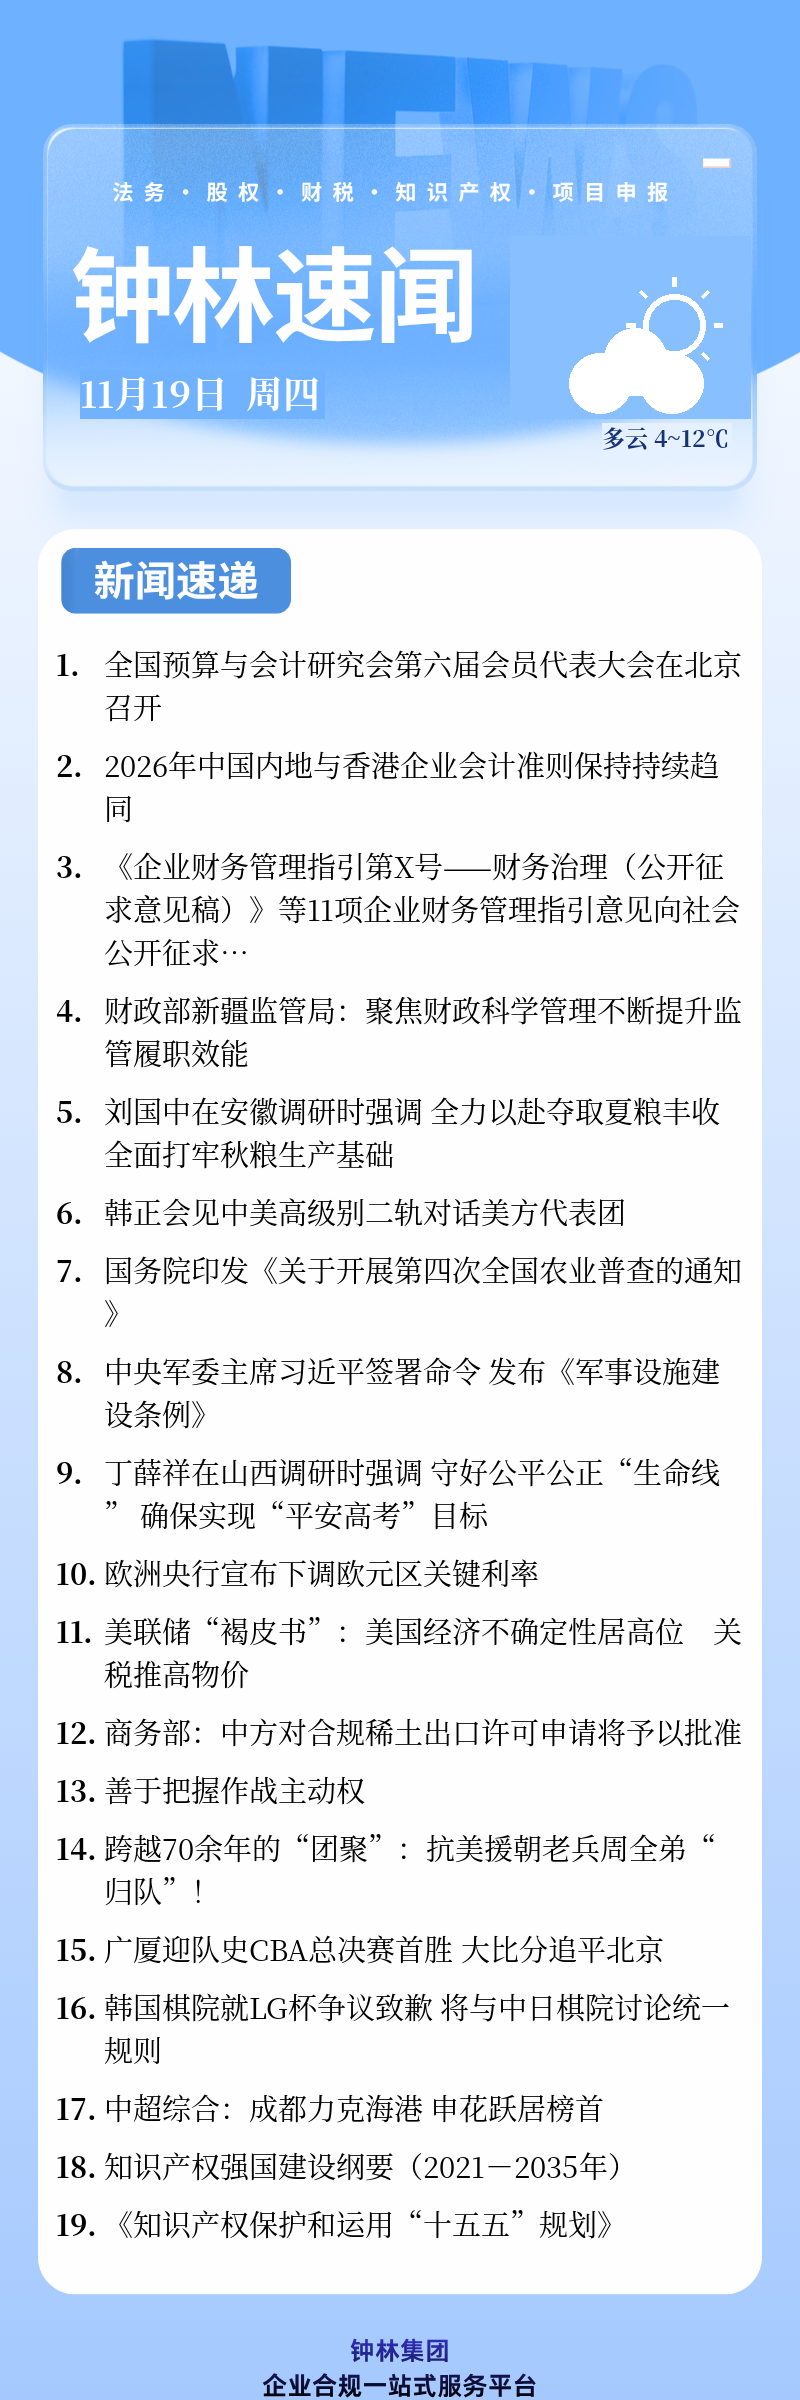 NEWS
法务·股权·财税·知识产权·项目申报
钟林速闻
11月19日 周四
多云 4~12℃
新闻速递
1. 全国预算与会计研究会第六届会员代表大会在北京
召开
2. 2026年中国内地与香港企业会计准则保持持续趋
同
3. 《企业财务管理指引第X号——财务治理（公开征
求意见稿）》等11项企业财务管理指引意见向社会
公开征求…
4. 财政部新疆监管局：聚焦财政科学管理不断提升监
管履职效能
5. 刘国中在安徽调研时强调 全力以赴夺取夏粮丰收
全面打牢秋粮生产基础
6. 韩正会见中美高级别二轨对话美方代表团
7. 国务院印发《关于开展第四次全国农业普查的通知
》
8. 中央军委主席习近平签署命令 发布《军事设施建
设条例》
9. 丁薛祥在山西调研时强调 守好公平公正“生命线
” 确保实现“平安高考”目标
10. 欧洲央行宣布下调欧元区关键利率
11. 美联储“褐皮书”：美国经济不确定性居高位　关
税推高物价
12. 商务部：中方对合规稀土出口许可申请将予以批准
13. 善于把握作战主动权
14. 跨越70余年的“团聚”：抗美援朝老兵周全弟“
归队”！
15. 广厦迎队史CBA总决赛首胜 大比分追平北京
16. 韩国棋院就LG杯争议致歉 将与中日棋院讨论统一
规则
17. 中超综合：成都力克海港 申花跃居榜首
18. 知识产权强国建设纲要（2021－2035年）
19. 《知识产权保护和运用“十五五”规划》
钟林集团
企业合规一站式服务平台